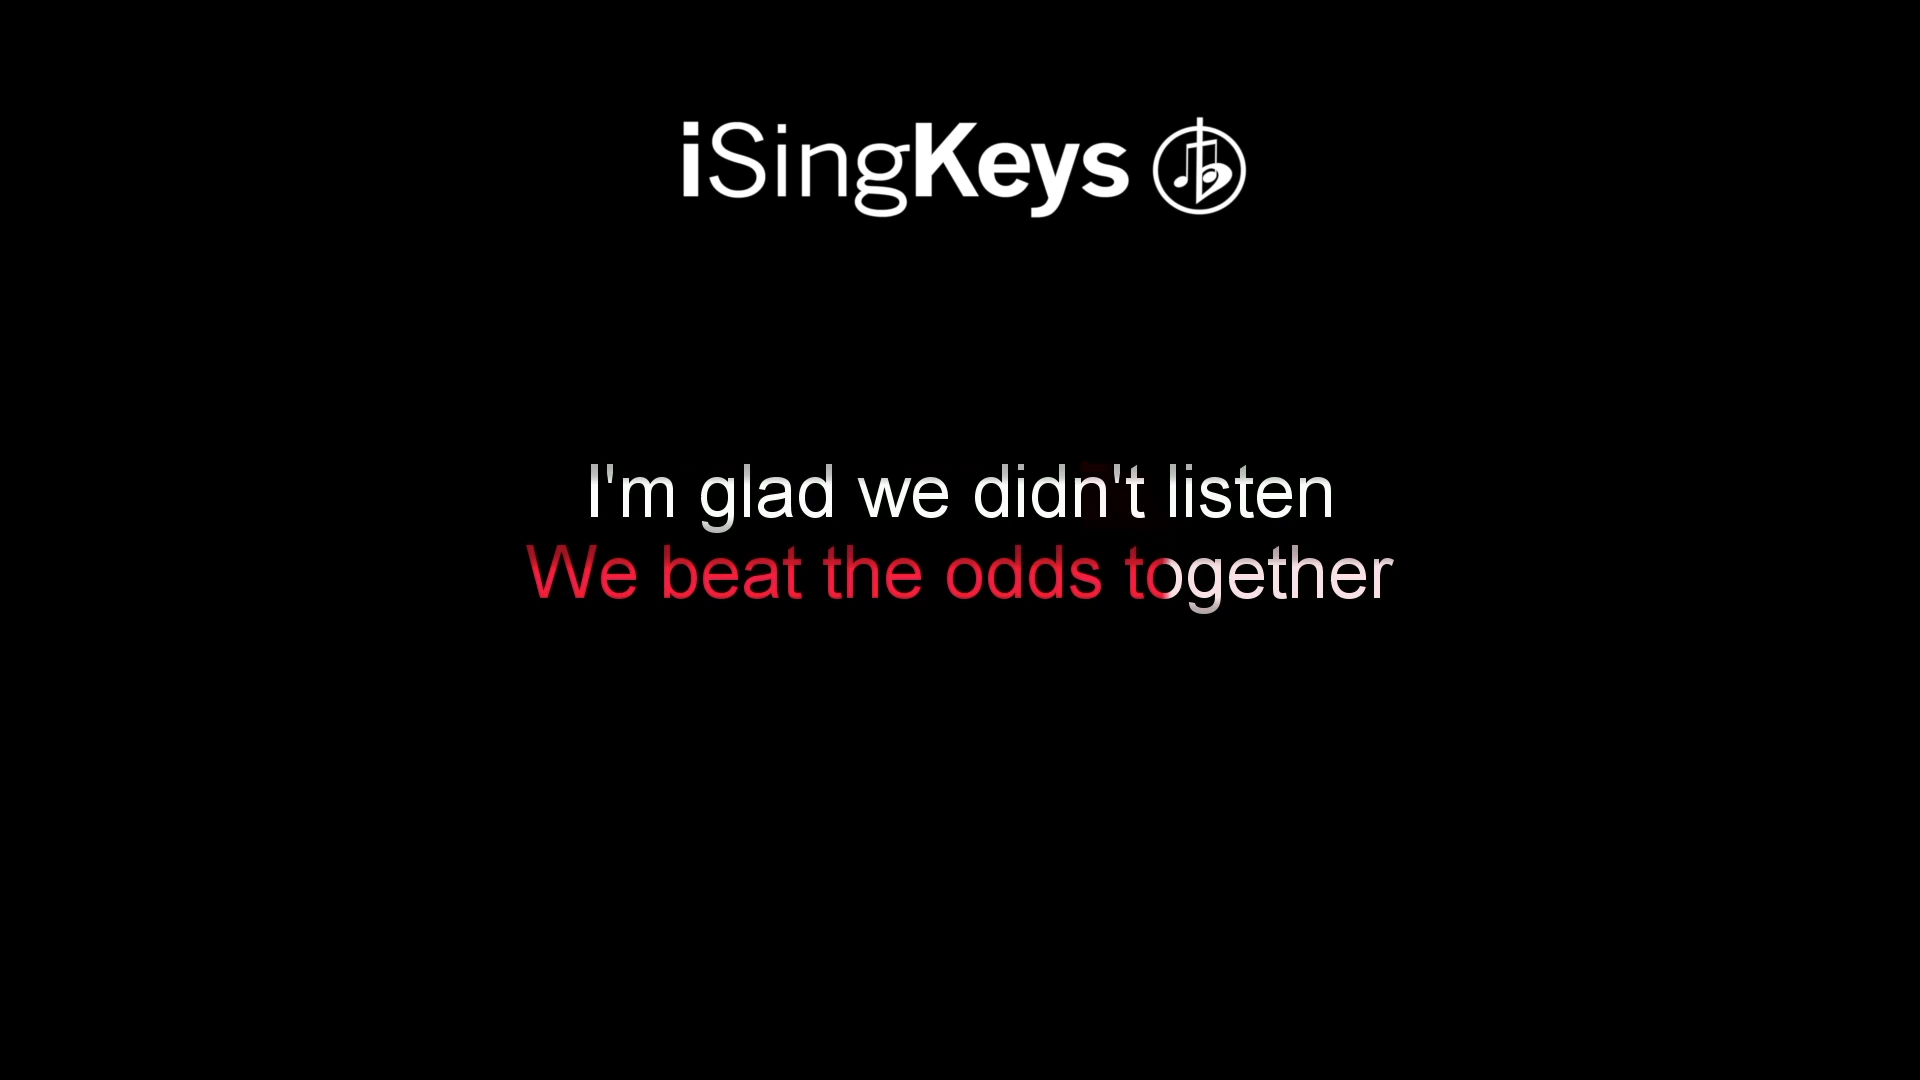 iSingKeys
I'm glad we didn't listen
We beat the odds together